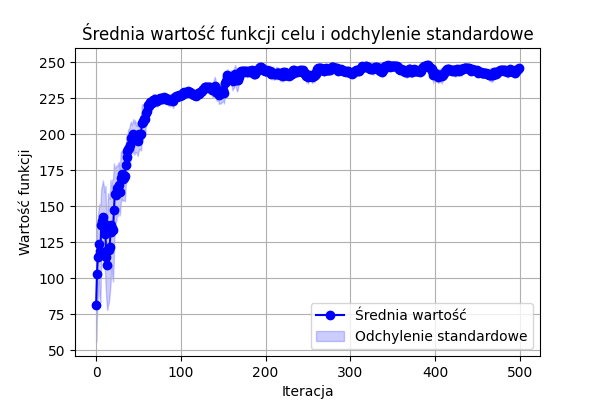 Średnia wartość funkcji celu i odchylenie standardowe
250
225
200
175
150
125
100
75
50
Wartość funkcji
0 100 200 300 400 500
Iteracja
Średnia wartość
Odchylenie standardowe